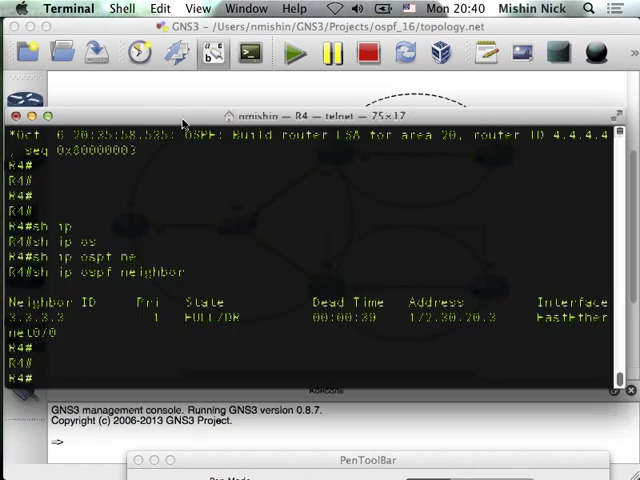 Terminal Shell Edit View Window Help Mon 20:40 Mishin Nick
GNS3 — /Users/nmishin/GNS3/Projects/ospf_16/topology.net
nmishin — R4 — telnet — 75×17
*Oct 6 20:35:58.535: OSPF: Build router LSA for area 20, router ID 4.4.4.4
, seq 0x80000003
R4#
R4#
R4#
R4#
R4#sh ip
R4#sh ip os
R4#sh ip ospf ne
R4#sh ip ospf neighbor
Neighbor ID Pri State Dead Time Address Interface
3.3.3.3 1 FULL/DR 00:00:39 172.30.20.3 FastEther
net0/0
R4#
R4#
R4#
Консоль
GNS3 management console. Running GNS3 version 0.8.7.
Copyright (c) 2006-2013 GNS3 Project.
=>
PenToolBar
Pen Mode